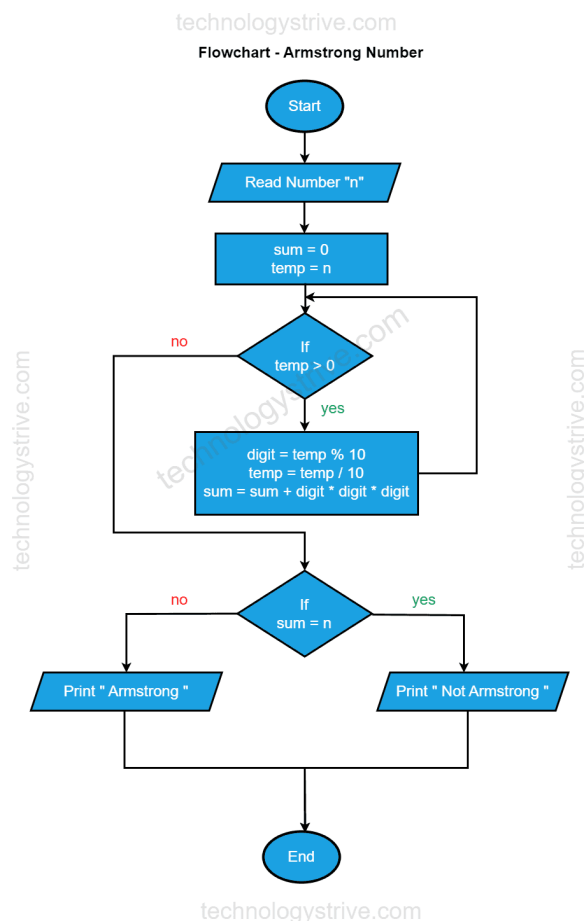 technologystrive.com
Flowchart - Armstrong Number
Start
Read Number "n"
sum = 0
temp = n
If
temp > 0
no
yes
digit = temp % 10
temp = temp / 10
sum = sum + digit * digit * digit
technologystrive.com
technologystrive.com
technologystrive.com
If
sum = n
no
yes
Print " Armstrong "
Print " Not Armstrong "
End
technologystrive.com